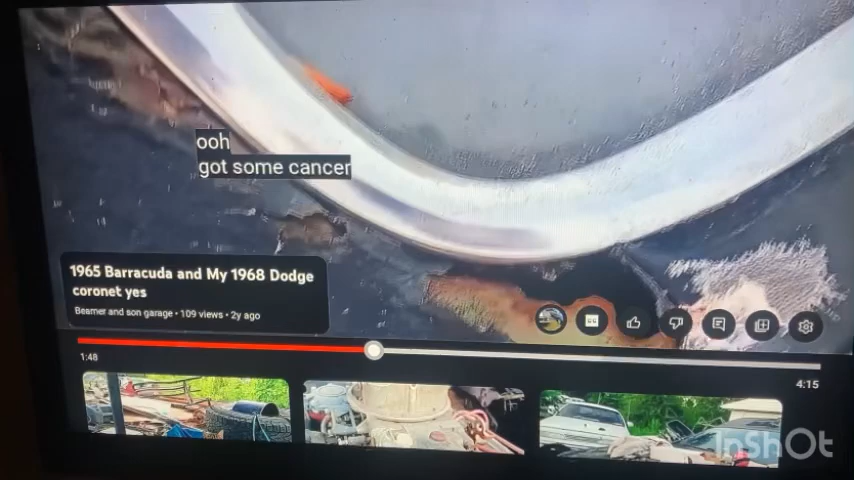 ooh
got some cancer
1965 Barracuda and My 1968 Dodge
coronet yes
Beamer and son garage • 109 views • 2y ago
1:48
4:15
InShOt